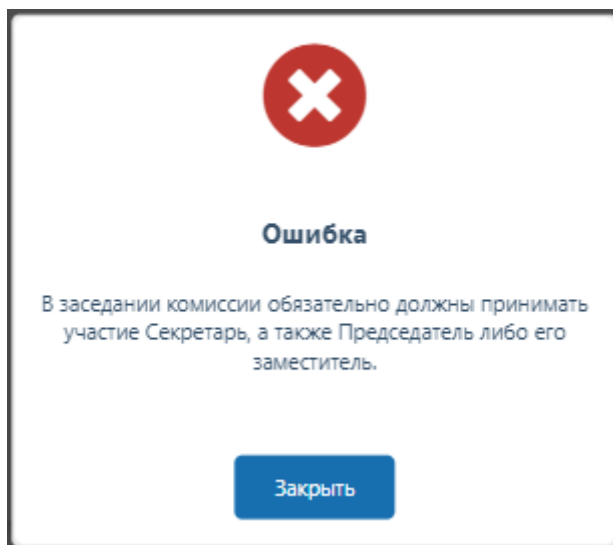 Ошибка
В заседании комиссии обязательно должны принимать
участие Секретарь, а также Председатель либо его
заместитель.
Закрыть